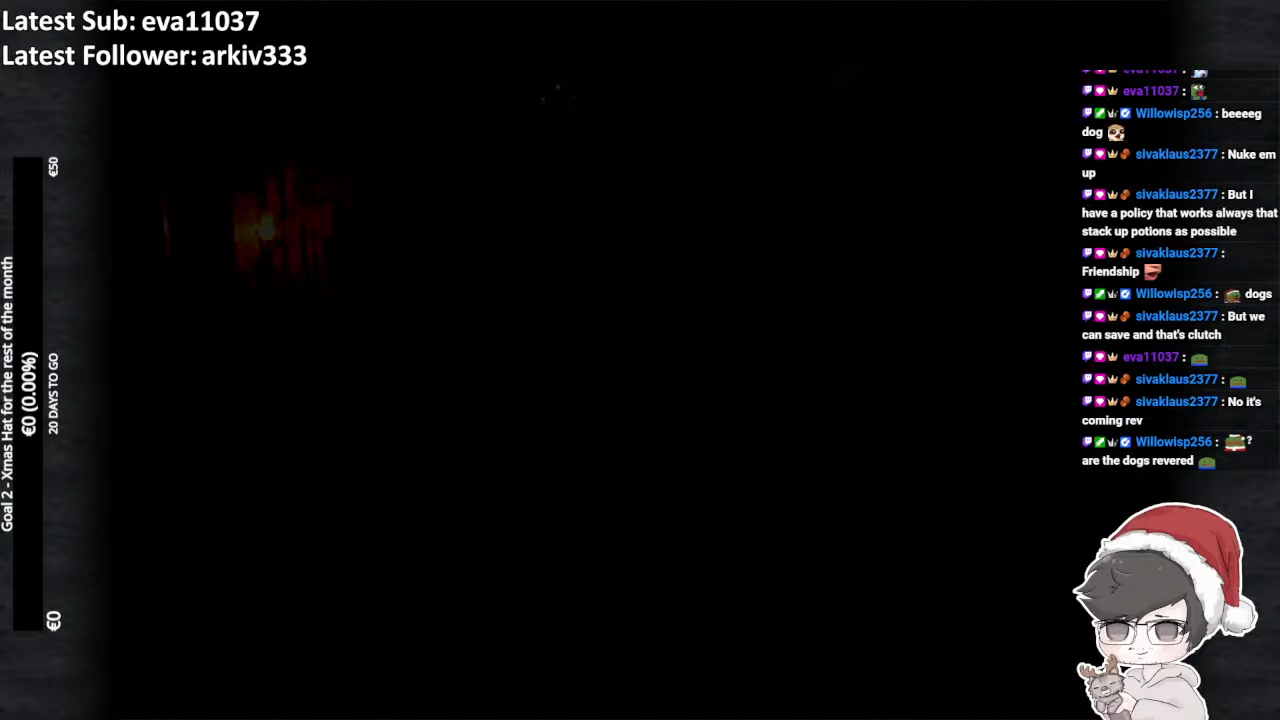 Latest Sub: eva11037
Latest Follower: arkiv333
€50
Goal 2 - Xmas Hat for the rest of the month
€0 (0.00%)
20 DAYS TO GO
€0
eva11037 :
eva11037 :
Willowisp256 : beeeeg
dog
sivaklaus2377 : Nuke em
up
sivaklaus2377 : But I
have a policy that works always that
stack up potions as possible
sivaklaus2377 :
Friendship
Willowisp256 : dogs
sivaklaus2377 : But we
can save and that's clutch
eva11037 :
sivaklaus2377 :
sivaklaus2377 : No it's
coming rev
Willowisp256 : ?
are the dogs revered